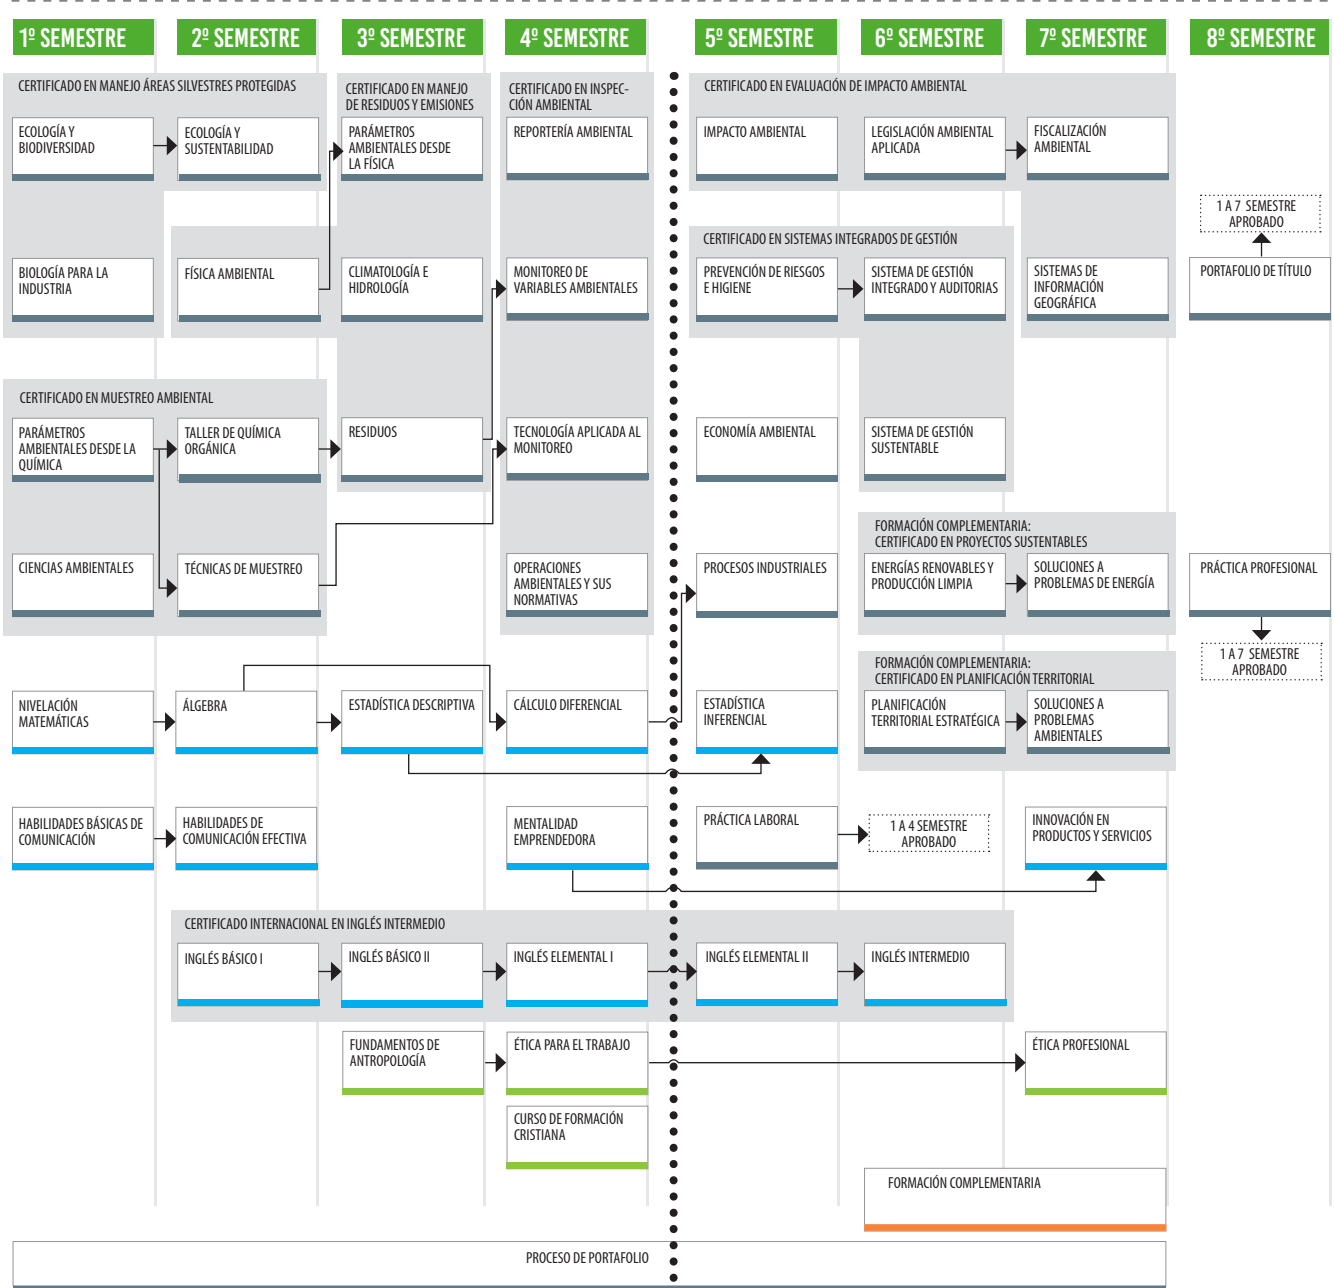 1º SEMESTRE
2º SEMESTRE
3º SEMESTRE
4º SEMESTRE
5º SEMESTRE
6º SEMESTRE
7º SEMESTRE
8º SEMESTRE
CERTIFICADO EN MANEJO ÁREAS SILVESTRES PROTEGIDAS
CERTIFICADO EN MANEJO
DE RESIDUOS Y EMISIONES
CERTIFICADO EN INSPEC-
CIÓN AMBIENTAL
CERTIFICADO EN EVALUACIÓN DE IMPACTO AMBIENTAL
ECOLOGÍA Y
BIODIVERSIDAD
ECOLOGÍA Y
SUSTENTABILIDAD
PARÁMETROS
AMBIENTALES DESDE
LA FÍSICA
REPORTERÍA AMBIENTAL
IMPACTO AMBIENTAL
LEGISLACIÓN AMBIENTAL
APLICADA
FISCALIZACIÓN
AMBIENTAL
1 A 7 SEMESTRE
APROBADO
CERTIFICADO EN SISTEMAS INTEGRADOS DE GESTIÓN
BIOLOGÍA PARA LA
INDUSTRIA
FÍSICA AMBIENTAL
CLIMATOLOGÍA E
HIDROLOGÍA
MONITOREO DE
VARIABLES AMBIENTALES
PREVENCIÓN DE RIESGOS
E HIGIENE
SISTEMA DE GESTIÓN
INTEGRADO Y AUDITORIAS
SISTEMAS DE
INFORMACIÓN
GEOGRÁFICA
PORTAFOLIO DE TÍTULO
CERTIFICADO EN MUESTREO AMBIENTAL
PARÁMETROS
AMBIENTALES DESDE LA
QUÍMICA
TALLER DE QUÍMICA
ORGÁNICA
RESIDUOS
TECNOLOGÍA APLICADA AL
MONITOREO
ECONOMÍA AMBIENTAL
SISTEMA DE GESTIÓN
SUSTENTABLE
FORMACIÓN COMPLEMENTARIA:
CERTIFICADO EN PROYECTOS SUSTENTABLES
CIENCIAS AMBIENTALES
TÉCNICAS DE MUESTREO
OPERACIONES
AMBIENTALES Y SUS
NORMATIVAS
PROCESOS INDUSTRIALES
ENERGÍAS RENOVABLES Y
PRODUCCIÓN LIMPIA
SOLUCIONES A
PROBLEMAS DE ENERGÍA
PRÁCTICA PROFESIONAL
1 A 7 SEMESTRE
APROBADO
FORMACIÓN COMPLEMENTARIA:
CERTIFICADO EN PLANIFICACIÓN TERRITORIAL
NIVELACIÓN
MATEMÁTICAS
ÁLGEBRA
ESTADÍSTICA DESCRIPTIVA
CÁLCULO DIFERENCIAL
ESTADÍSTICA
INFERENCIAL
PLANIFICACIÓN
TERRITORIAL ESTRATÉGICA
SOLUCIONES A
PROBLEMAS
AMBIENTALES
HABILIDADES BÁSICAS DE
COMUNICACIÓN
HABILIDADES DE
COMUNICACIÓN EFECTIVA
MENTALIDAD
EMPRENDEDORA
PRÁCTICA LABORAL
1 A 4 SEMESTRE
APROBADO
INNOVACIÓN EN
PRODUCTOS Y SERVICIOS
CERTIFICADO INTERNACIONAL EN INGLÉS INTERMEDIO
INGLÉS BÁSICO I
INGLÉS BÁSICO II
INGLÉS ELEMENTAL I
INGLÉS ELEMENTAL II
INGLÉS INTERMEDIO
FUNDAMENTOS DE
ANTROPOLOGÍA
ÉTICA PARA EL TRABAJO
ÉTICA PROFESIONAL
CURSO DE FORMACIÓN
CRISTIANA
FORMACIÓN COMPLEMENTARIA
PROCESO DE PORTAFOLIO